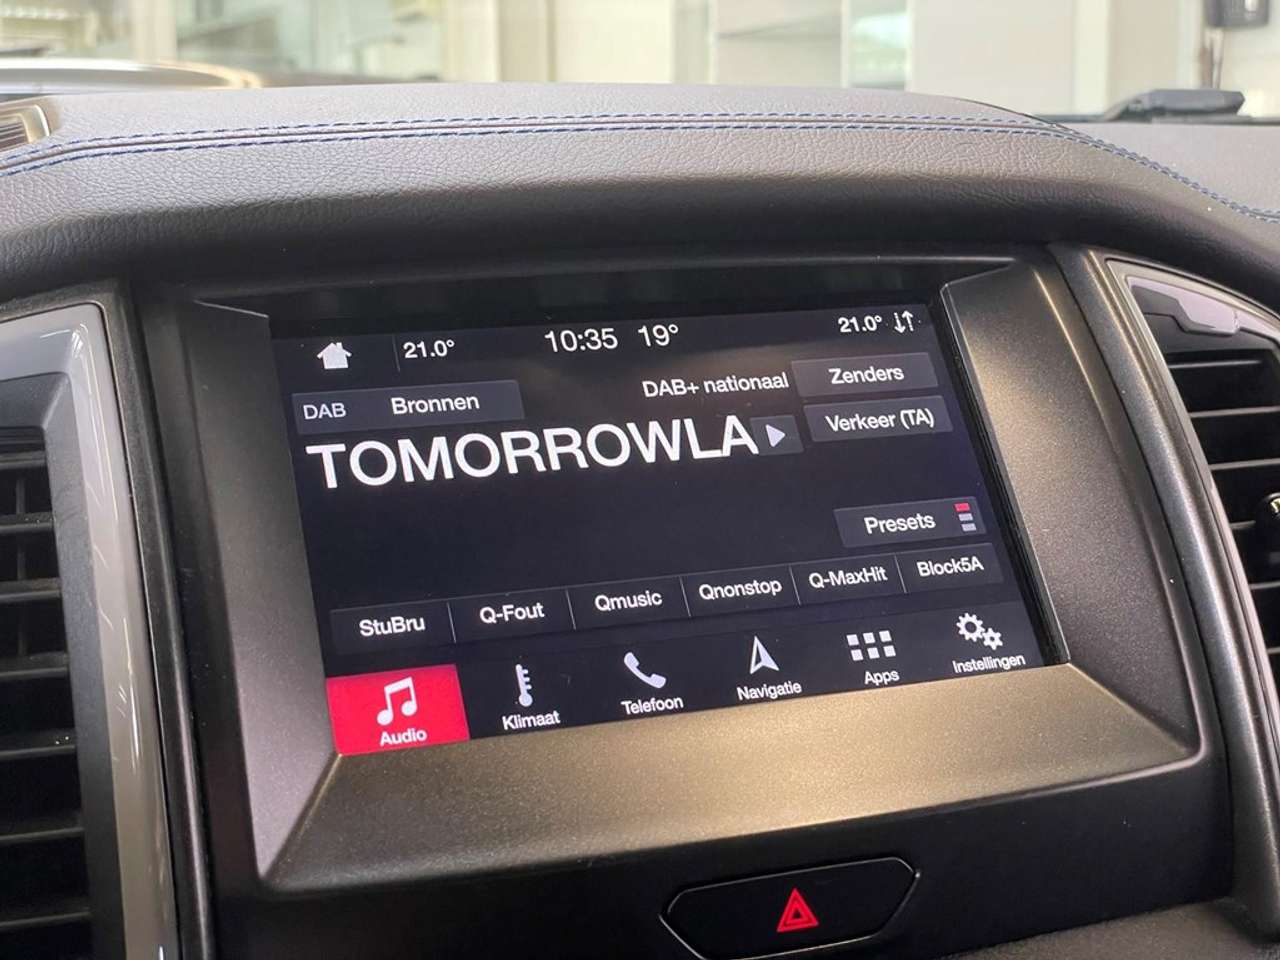 21.0° 10:35 19° 21.0°
DAB Bronnen DAB+ nationaal Zenders
TOMORROWLA Verkeer (TA)
Presets
StuBru Q-Fout Qmusic Qnonstop Q-MaxHit Block5A
Audio Klimaat Telefoon Navigatie Apps Instellingen